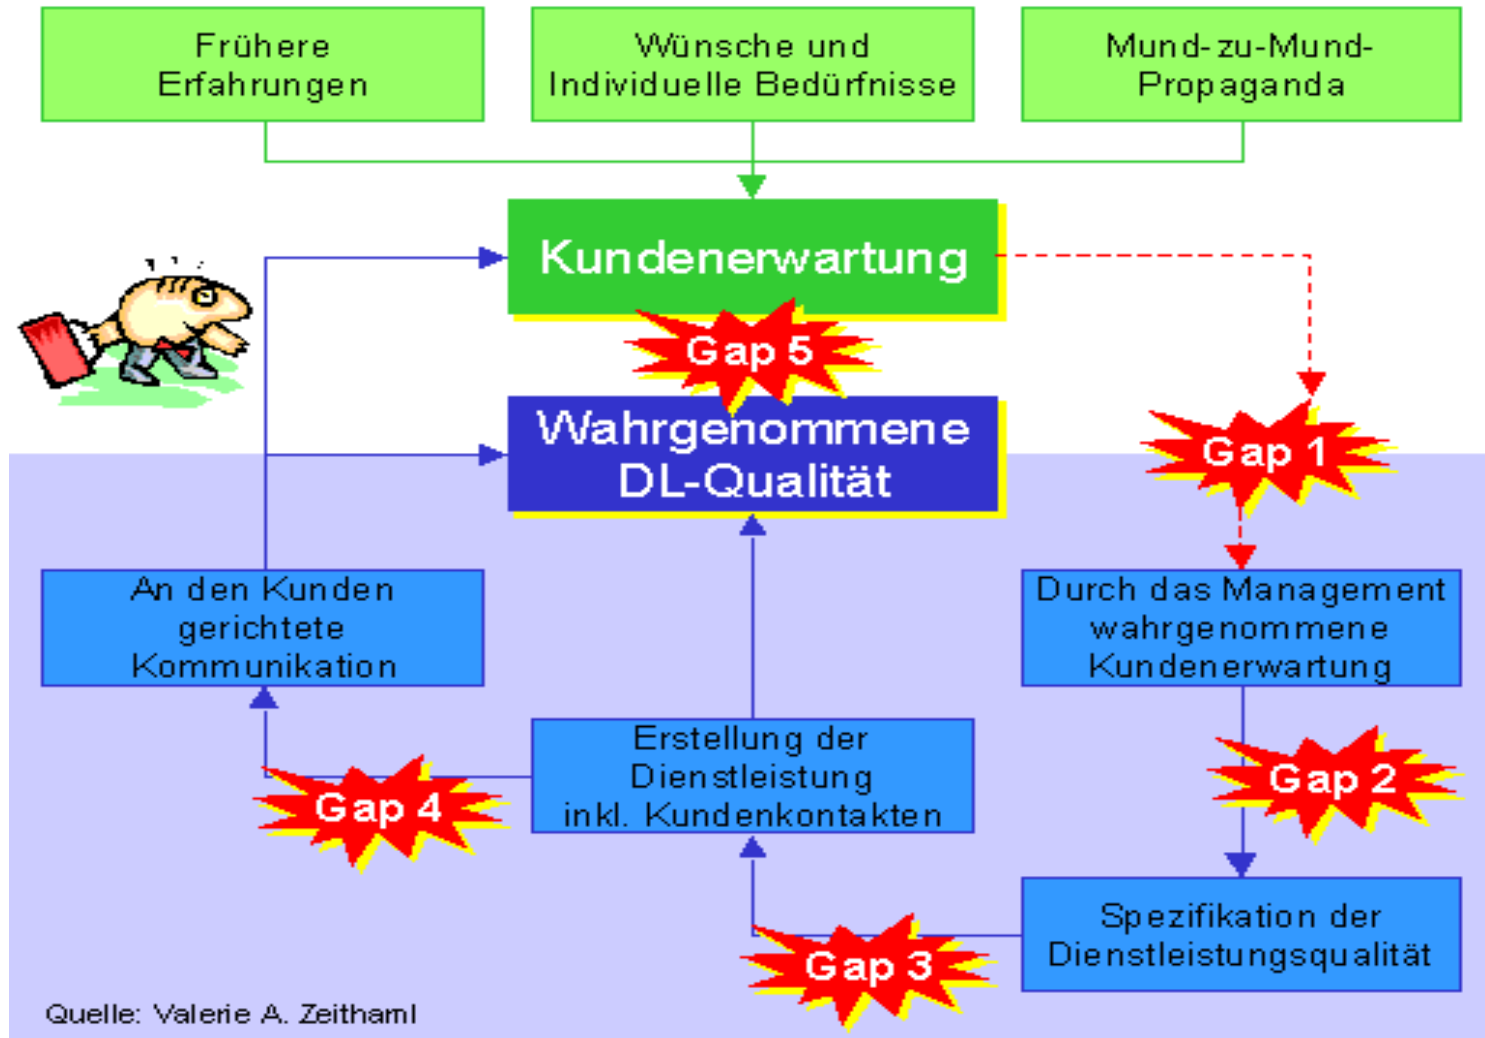 Frühere
Erfahrungen
Wünsche und
Individuelle Bedürfnisse
Mund-zu-Mund-
Propaganda
Kundenerwartung
Gap 5
Wahrgenommene
DL-Qualität
Gap 1
An den Kunden
gerichtete
Kommunikation
Durch das Management
wahrgenommene
Kundenerwartung
Erstellung der
Dienstleistung
inkl. Kundenkontakten
Gap 4
Gap 2
Spezifikation der
Dienstleistungsqualität
Gap 3
Quelle: Valerie A. Zeithaml